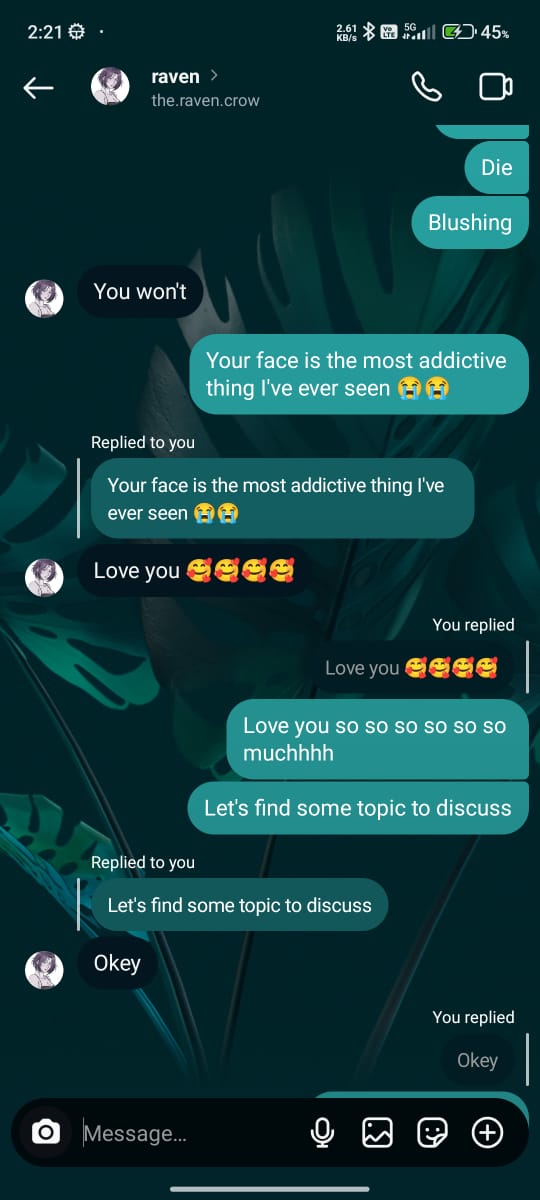 2:21
2.61 KB/s
Vo LTE
5G
45%
raven
the.raven.crow
Die
Blushing
You won't
Your face is the most addictive
thing I've ever seen 😭😭
Replied to you
Your face is the most addictive thing I've
ever seen 😭😭
Love you 🥰🥰🥰🥰
You replied
Love you 🥰🥰🥰🥰
Love you so so so so so so
muchhhh
Let's find some topic to discuss
Replied to you
Let's find some topic to discuss
Okey
You replied
Okey
Message...